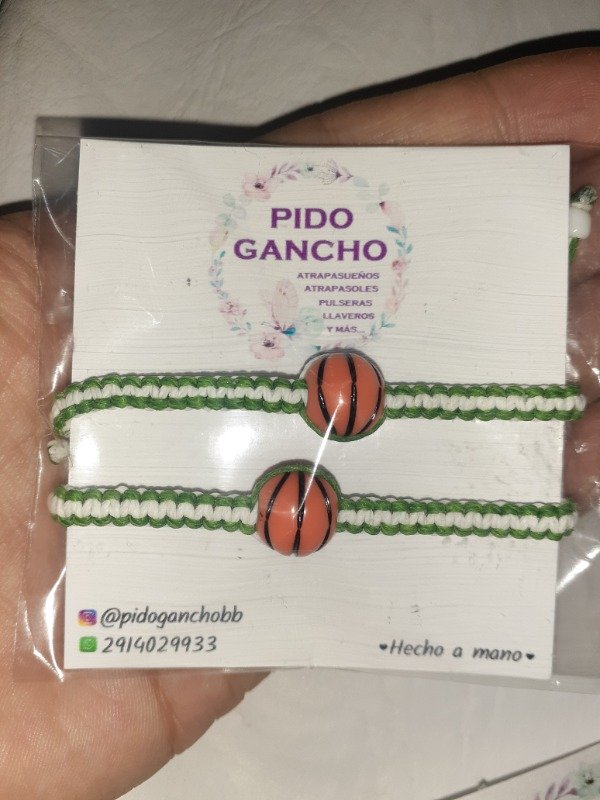 PIDO
GANCHO
ATRAPASUEÑOS
ATRAPASOLES
PULSERAS
LLAVEROS
Y MÁS...
@pidoganchobb
2914029933
Hecho a mano